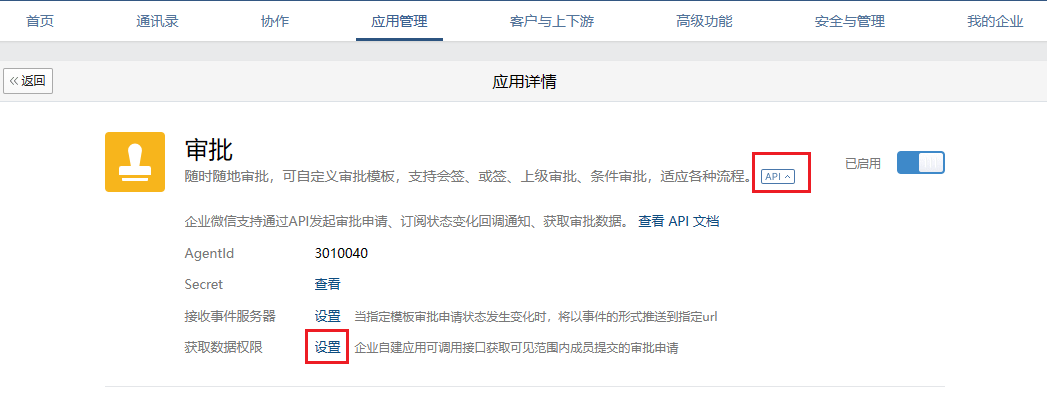 首页 通讯录 协作 应用管理 客户与上下游 高级功能 安全与管理 我的企业
返回 应用详情
审批
已启用
随时随地审批，可自定义审批模板，支持会签、或签、上级审批、条件审批，适应各种流程。 API
企业微信支持通过API发起审批申请、订阅状态变化回调通知、获取审批数据。 查看 API 文档
AgentId 3010040
Secret 查看
接收事件服务器 设置 当指定模板审批申请状态发生变化时，将以事件的形式推送到指定url
获取数据权限 设置 企业自建应用可调用接口获取可见范围内成员提交的审批申请